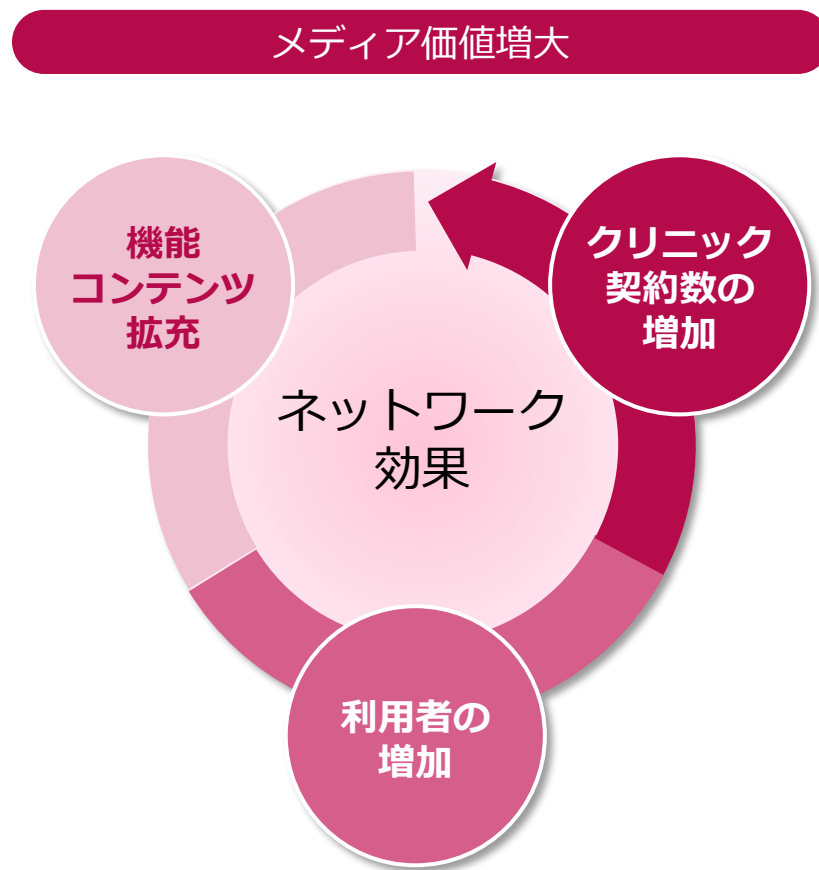 メディア価値増大
機能
コンテンツ
拡充
クリニック
契約数の
増加
ネットワーク
効果
利用者の
増加